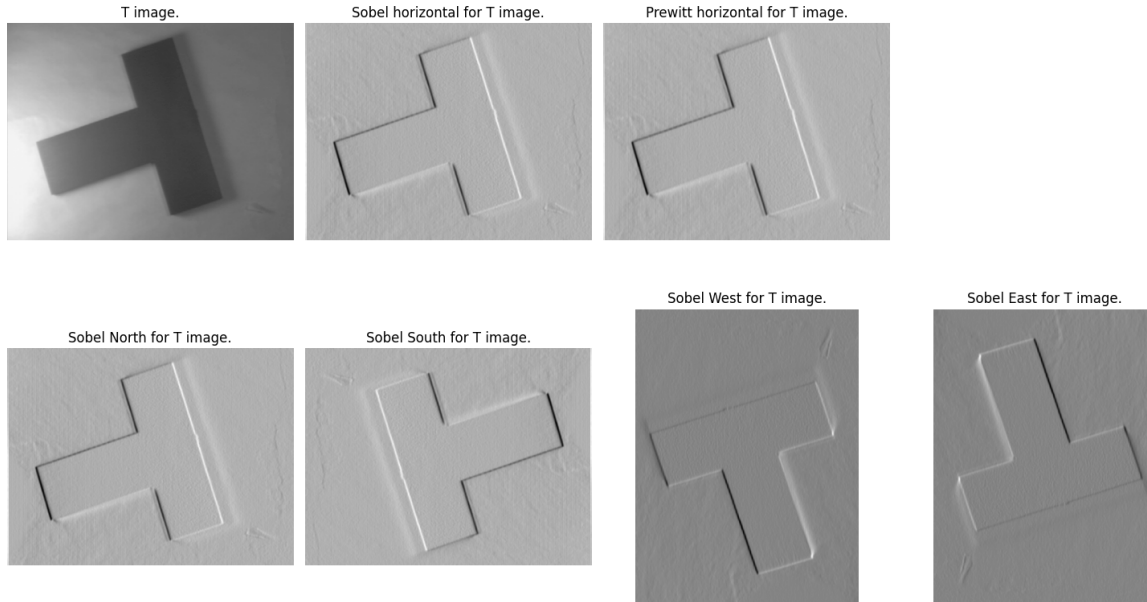 T image.
Sobel horizontal for T image.
Prewitt horizontal for T image.
Sobel North for T image.
Sobel South for T image.
Sobel West for T image.
Sobel East for T image.